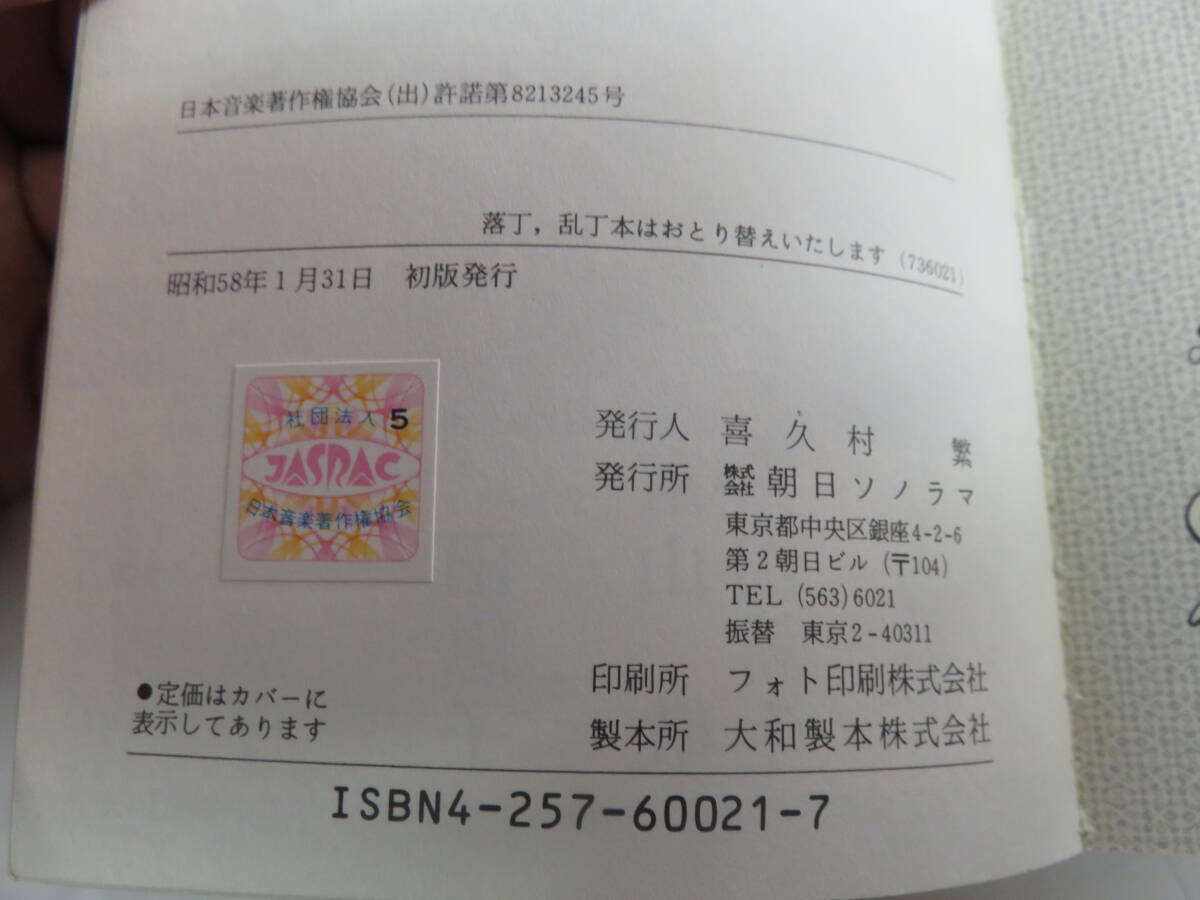 日本音楽著作権協会(出)許諾第8213245号
落丁，乱丁本はおとり替えいたします (736021)
昭和58年1月31日 初版発行
社団法人 5
JASRAC
日本音楽著作権協会
発行人 喜久村 繁
発行所 株式会社 朝日ソノラマ
東京都中央区銀座4-2-6
第2朝日ビル (〒104)
TEL (563) 6021
振替 東京2-40311
印刷所 フォト印刷株式会社
製本所 大和製本株式会社
●定価はカバーに
表示してあります
ISBN4-257-60021-7